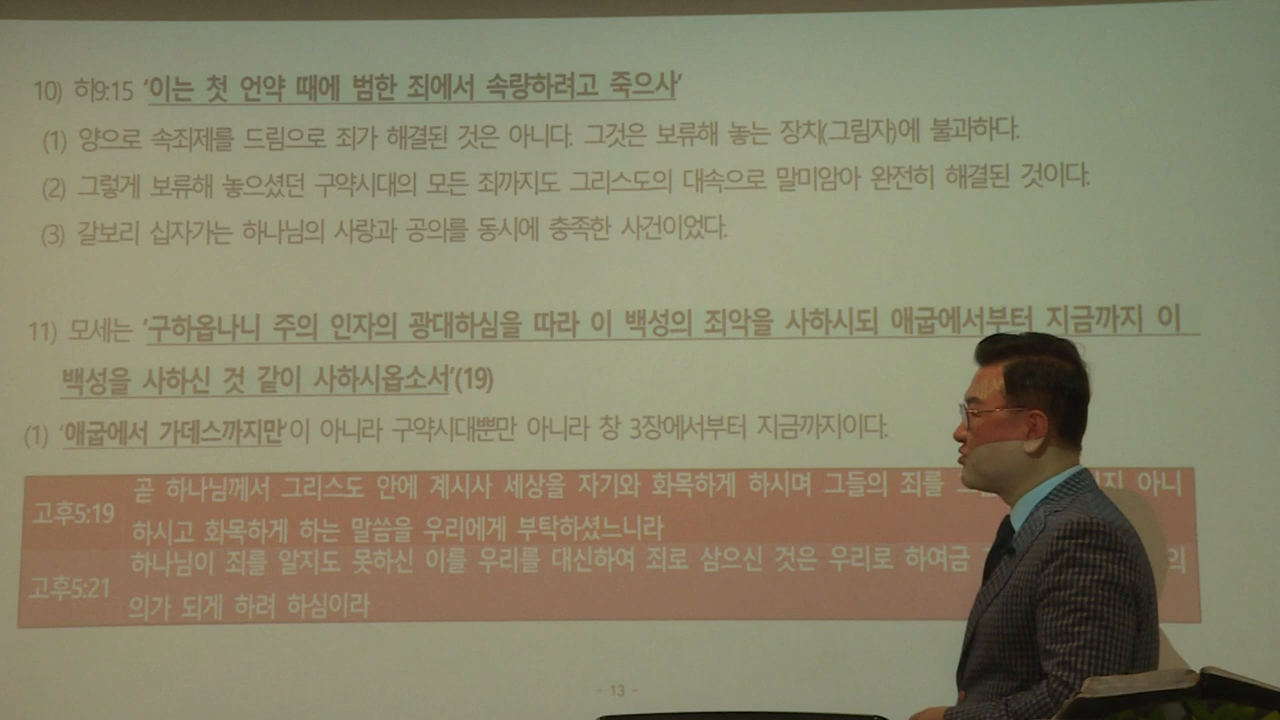 10) 히9:15 '이는 첫 언약 때에 범한 죄에서 속량하려고 죽으사'
(1) 양으로 속죄제를 드림으로 죄가 해결된 것은 아니다. 그것은 보류해 놓는 장치(그림자)에 불과하다.
(2) 그렇게 보류해 놓으셨던 구약시대의 모든 죄까지도 그리스도의 대속으로 말미암아 완전히 해결된 것이다.
(3) 갈보리 십자가는 하나님의 사랑과 공의를 동시에 충족한 사건이었다.
11) 모세는 '구하옵나니 주의 인자의 광대하심을 따라 이 백성의 죄악을 사하시되 애굽에서부터 지금까지 이
백성을 사하신 것 같이 사하시옵소서'(19)
(1) '애굽에서 가데스까지만'이 아니라 구약시대뿐만 아니라 창 3장에서부터 지금까지이다.
고후5:19
곧 하나님께서 그리스도 안에 계시사 세상을 자기와 화목하게 하시며 그들의 죄를 아니
하시고 화목하게 하는 말씀을 우리에게 부탁하셨느니라
고후5:21
하나님이 죄를 알지도 못하신 이를 우리를 대신하여 죄로 삼으신 것은 우리로 하여금 의
의가 되게 하려 하심이라
- 13 -